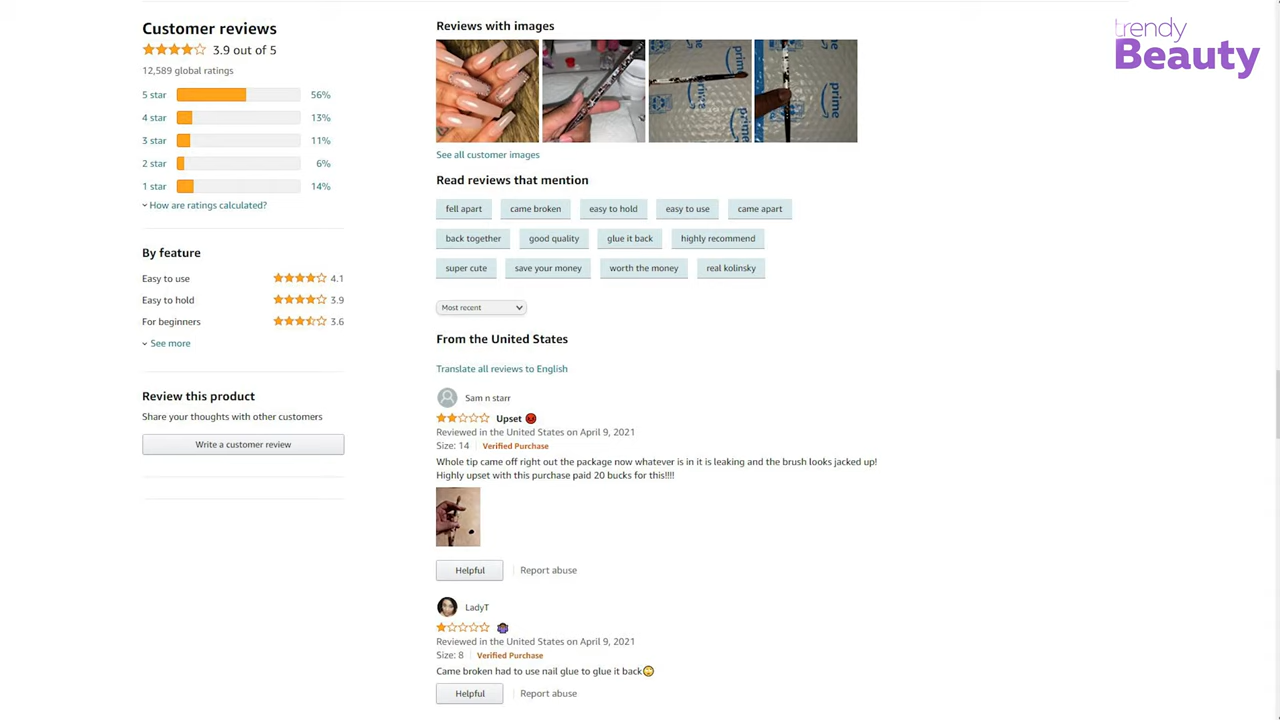 trendy
Beauty
Customer reviews
3.9 out of 5
12,589 global ratings
5 star 56%
4 star 13%
3 star 11%
2 star 6%
1 star 14%
How are ratings calculated?
By feature
Easy to use 4.1
Easy to hold 3.9
For beginners 3.6
See more
Review this product
Share your thoughts with other customers
Write a customer review
Reviews with images
prime
prime
prime
See all customer images
Read reviews that mention
fell apart came broken easy to hold easy to use came apart
back together good quality glue it back highly recommend
super cute save your money worth the money real kolinsky
Most recent
From the United States
Translate all reviews to English
Sam n starr
Upset
Reviewed in the United States on April 9, 2021
Size: 14 Verified Purchase
Whole tip came off right out the package now whatever is in it is leaking and the brush looks jacked up!
Highly upset with this purchase paid 20 bucks for this!!!!
Helpful Report abuse
LadyT
Reviewed in the United States on April 9, 2021
Size: 8 Verified Purchase
Came broken had to use nail glue to glue it back
Helpful Report abuse